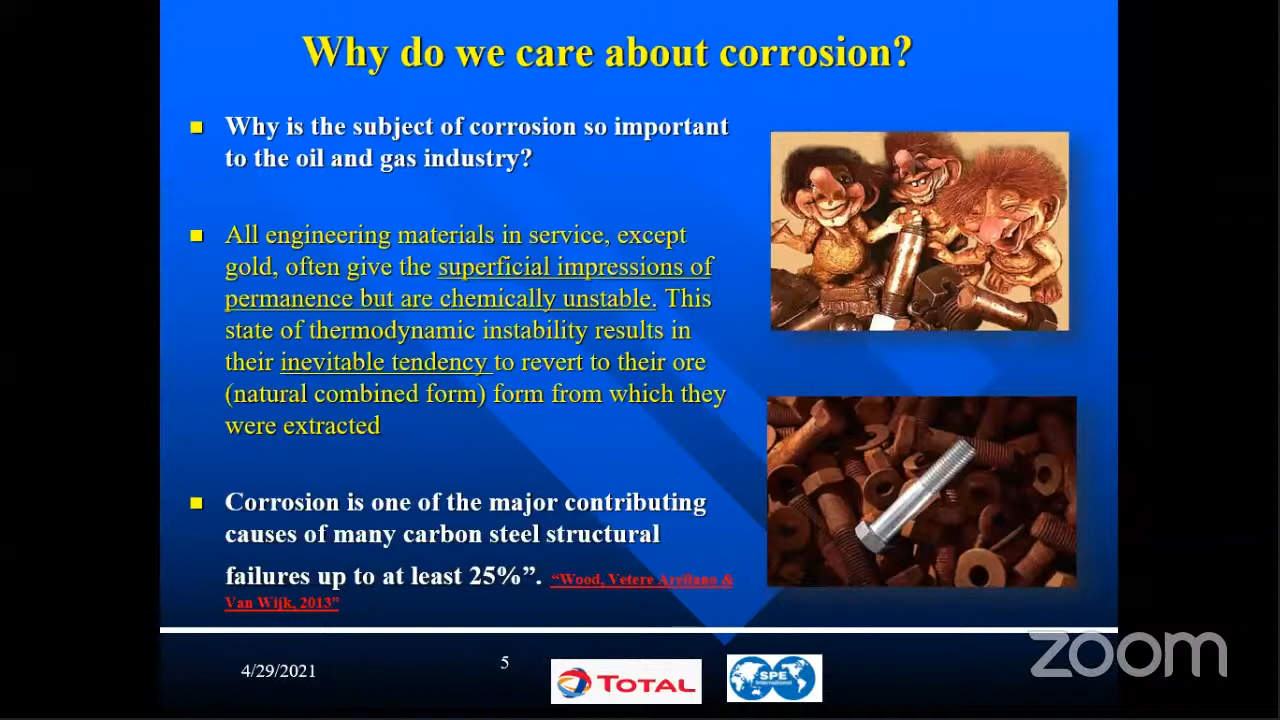 Why do we care about corrosion?
Why is the subject of corrosion so important
to the oil and gas industry?
All engineering materials in service, except
gold, often give the superficial impressions of
permanence but are chemically unstable. This
state of thermodynamic instability results in
their inevitable tendency to revert to their ore
(natural combined form) form from which they
were extracted
Corrosion is one of the major contributing
causes of many carbon steel structural
failures up to at least 25%”. “Wood, Vetere Arellano &
Van Wijk, 2013”
4/29/2021
5
TOTAL
SPE
International
zoom